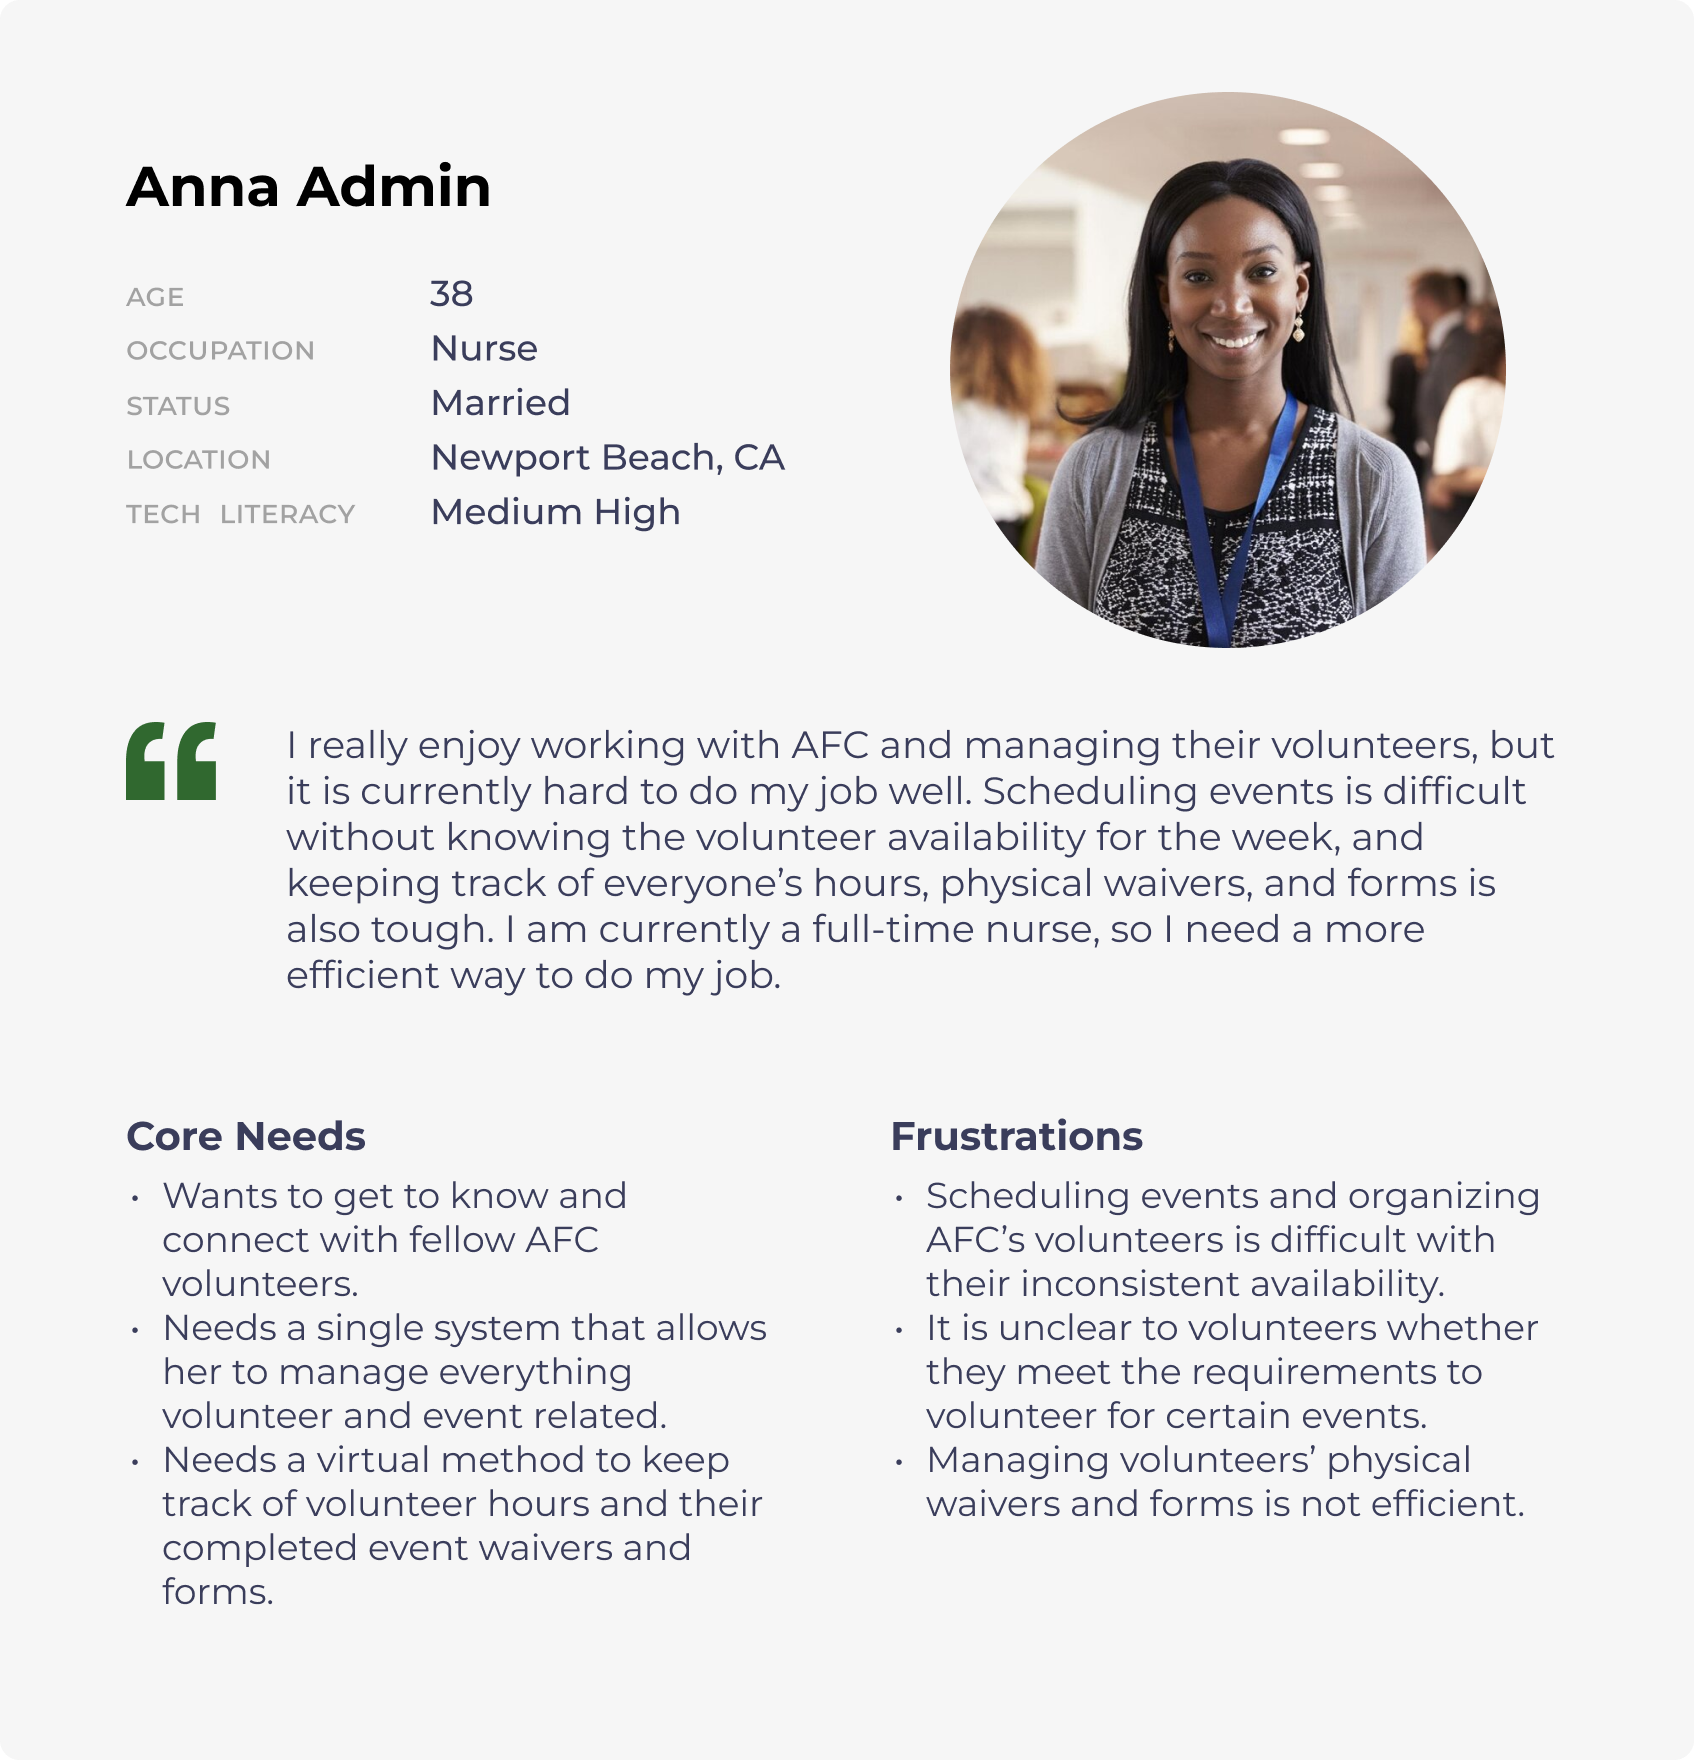 Anna Admin
AGE 38
OCCUPATION Nurse
STATUS Married
LOCATION Newport Beach, CA
TECH LITERACY Medium High
“
I really enjoy working with AFC and managing their volunteers, but
it is currently hard to do my job well. Scheduling events is difficult
without knowing the volunteer availability for the week, and
keeping track of everyone’s hours, physical waivers, and forms is
also tough. I am currently a full-time nurse, so I need a more
efficient way to do my job.
Core Needs
• Wants to get to know and
connect with fellow AFC
volunteers.
• Needs a single system that allows
her to manage everything
volunteer and event related.
• Needs a virtual method to keep
track of volunteer hours and their
completed event waivers and
forms.
Frustrations
• Scheduling events and organizing
AFC’s volunteers is difficult with
their inconsistent availability.
• It is unclear to volunteers whether
they meet the requirements to
volunteer for certain events.
• Managing volunteers’ physical
waivers and forms is not efficient.